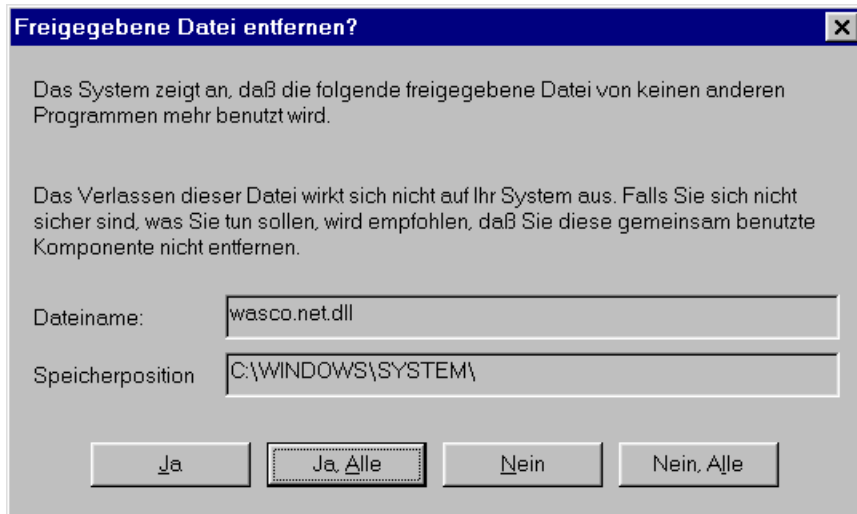 Freigegebene Datei entfernen?
Das System zeigt an, daß die folgende freigegebene Datei von keinen anderen
Programmen mehr benutzt wird.
Das Verlassen dieser Datei wirkt sich nicht auf Ihr System aus. Falls Sie sich nicht
sicher sind, was Sie tun sollen, wird empfohlen, daß Sie diese gemeinsam benutzte
Komponente nicht entfernen.
Dateiname: wasco.net.dll
Speicherposition C:\WINDOWS\SYSTEM\
Ja Ja, Alle Nein Nein, Alle